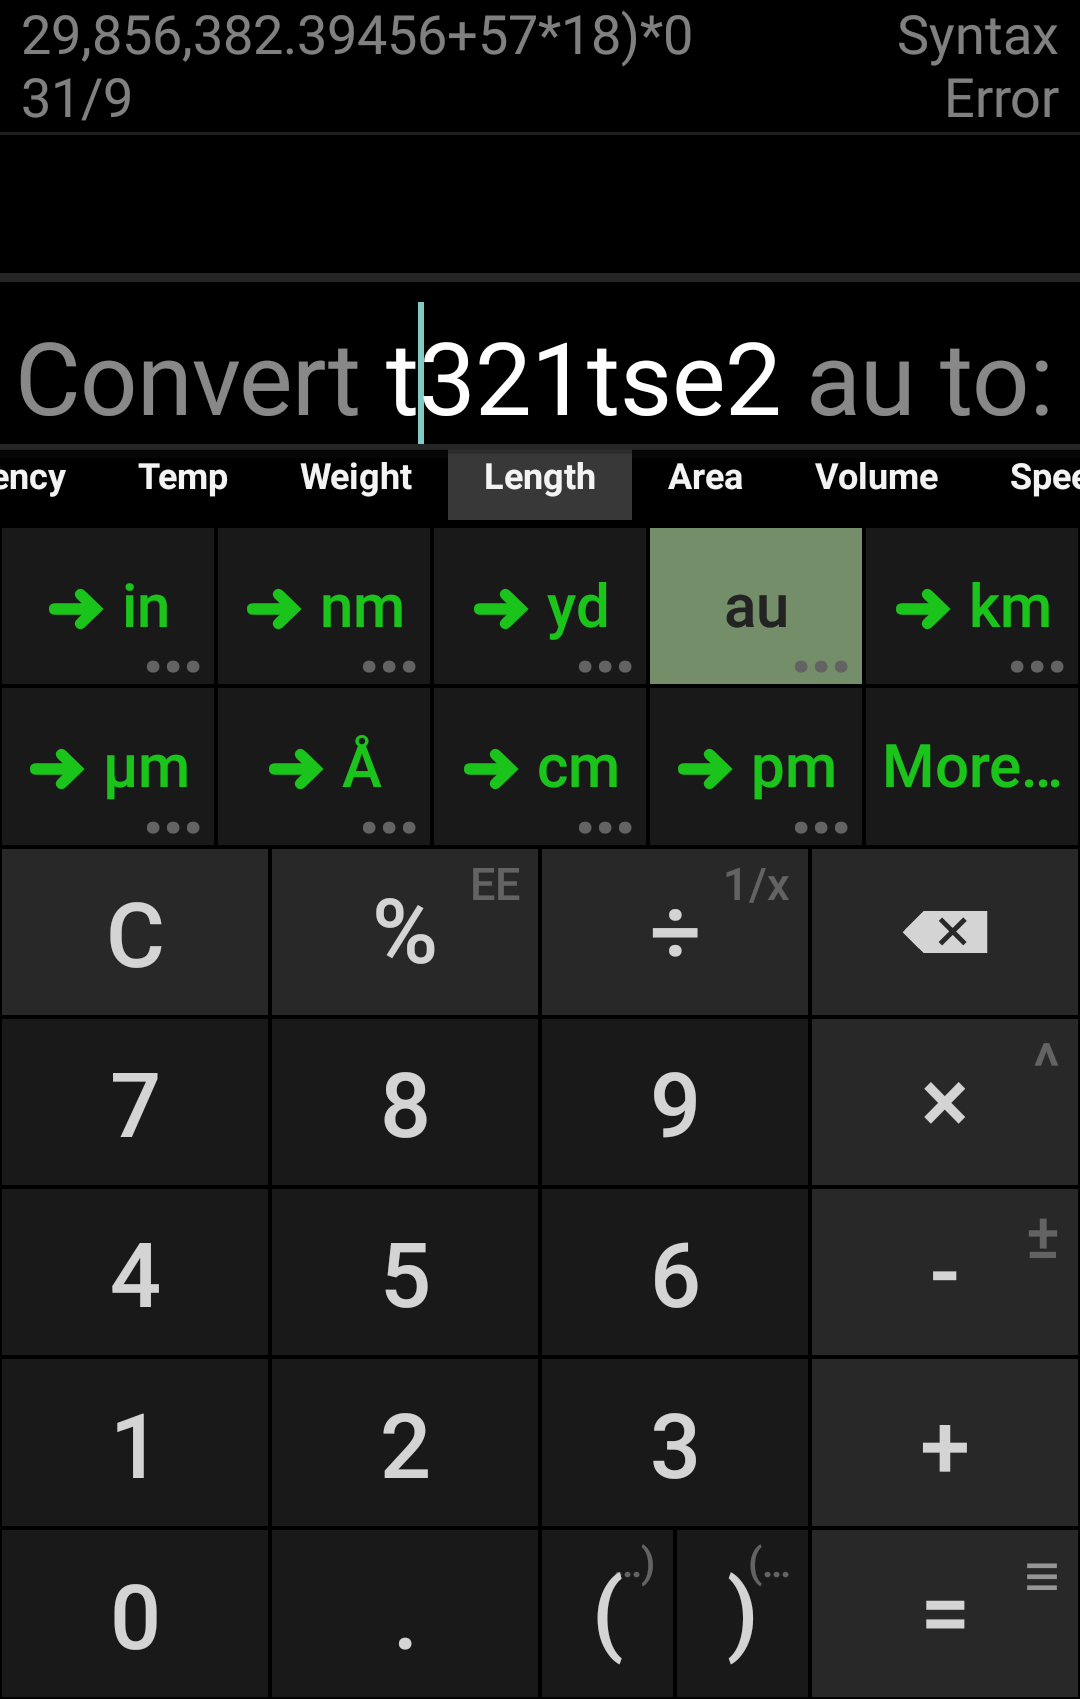 29,856,382.39456+57*18)*0 Syntax
31/9 Error
Convert t321tse2 au to:
ency Temp Weight Length Area Volume Spee
➔ in ➔ nm ➔ yd au ➔ km
➔ µm ➔ Å ➔ cm ➔ pm More...
C % EE ÷ 1/x
7 8 9 × ^
4 5 6 - ±
1 2 3 +
0 . ( ..) ) (... =